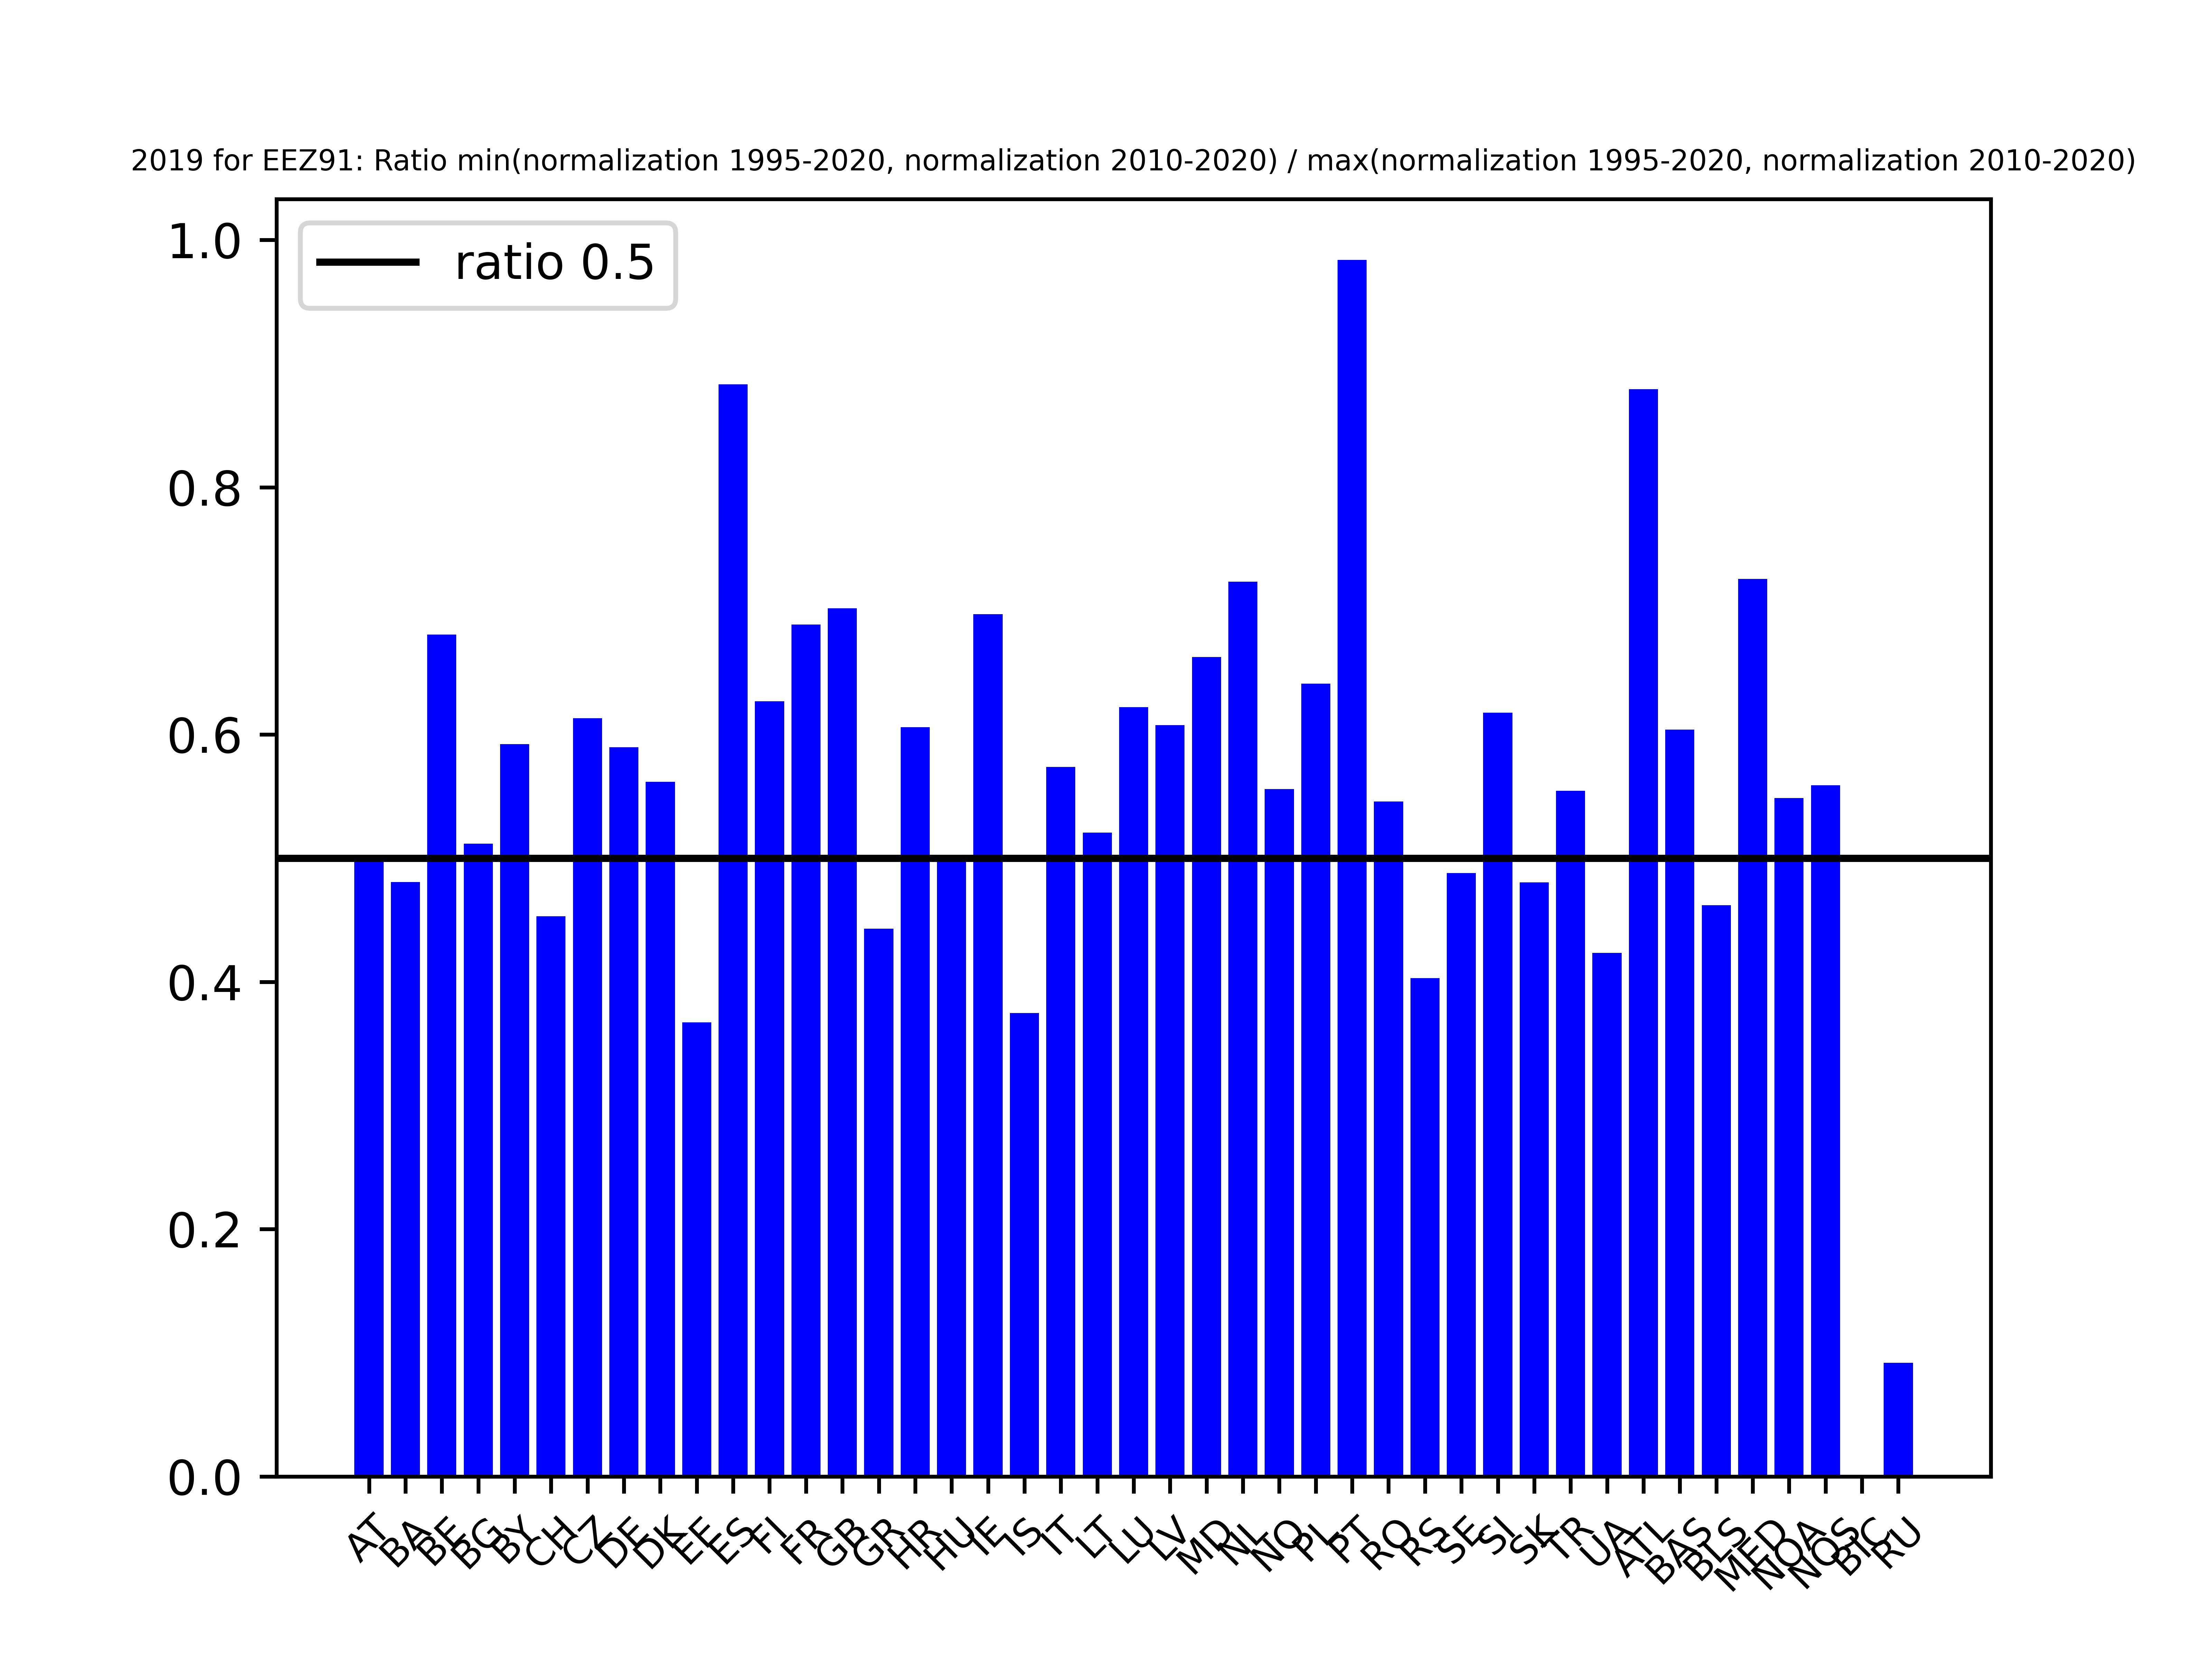 2019 for EEZ91: Ratio min(normalization 1995-2020, normalization 2010-2020) / max(normalization 1995-2020, normalization 2010-2020)
ratio 0.5
1.0
0.8
0.6
0.4
0.2
0.0
AT BA BE BG BY CH CZ DE DK EE ES FI FR GB GR HR HU IE IS IT LT LU LV MD NL NO PL PT RO RS SE SI SK TR UA ATL BAS BLS MED NOA NOS BIC RU